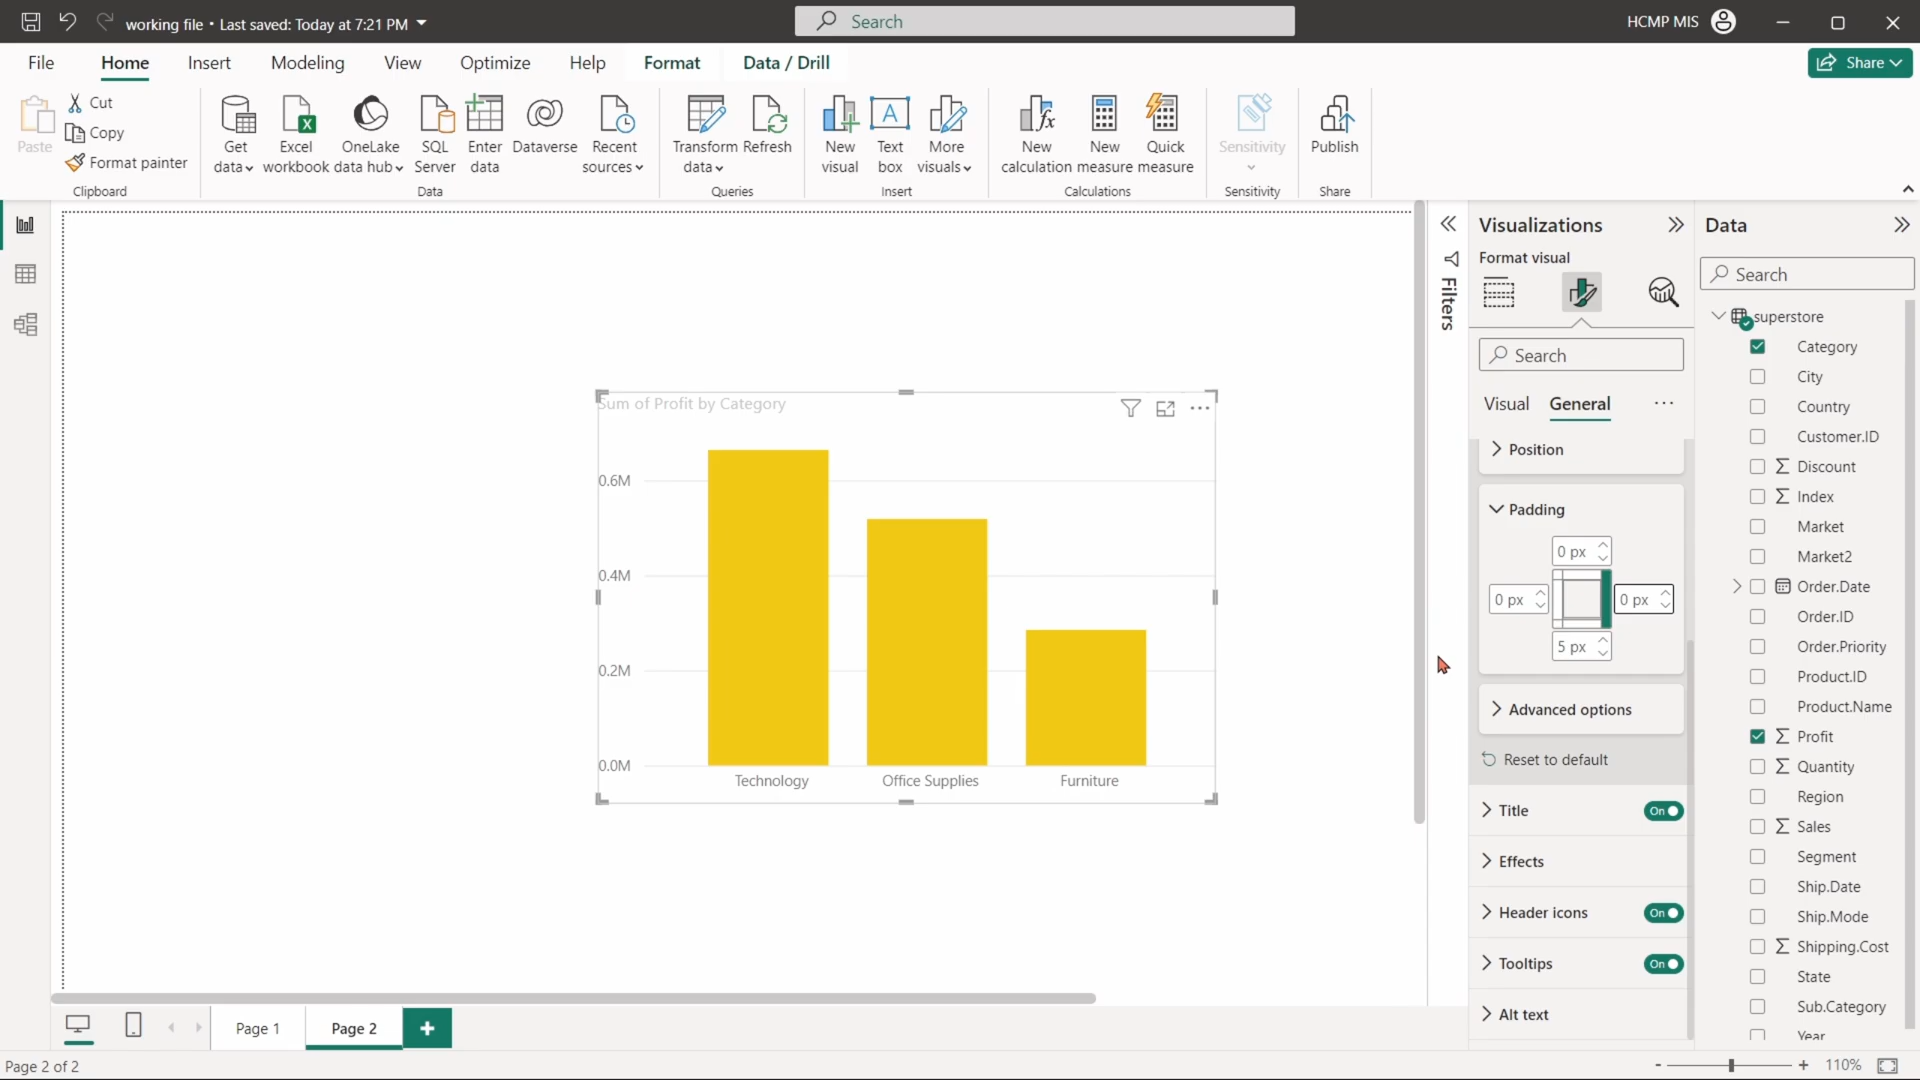 working file • Last saved: Today at 7:21 PM
Search
HCMP MIS
File
Home
Insert
Modeling
View
Optimize
Help
Format
Data / Drill
Share
Paste
Cut
Copy
Format painter
Clipboard
Get data
Excel workbook
OneLake data hub
SQL Server
Enter data
Dataverse
Recent sources
Data
Transform data
Refresh
Queries
New visual
Text box
More visuals
Insert
New calculation
New measure
Quick measure
Calculations
Sensitivity
Sensitivity
Publish
Share
Sum of Profit by Category
0.6M
0.4M
0.2M
0.0M
Technology
Office Supplies
Furniture
Filters
Visualizations
Format visual
Search
Visual
General
Position
Padding
0 px
0 px
0 px
5 px
Advanced options
Reset to default
Title
On
Effects
Header icons
On
Tooltips
On
Alt text
Data
Search
superstore
Category
City
Country
Customer.ID
Discount
Index
Market
Market2
Order.Date
Order.ID
Order.Priority
Product.ID
Product.Name
Profit
Quantity
Region
Sales
Segment
Ship.Date
Ship.Mode
Shipping.Cost
State
Sub.Category
Year
Page 1
Page 2
+
Page 2 of 2
- + 110%